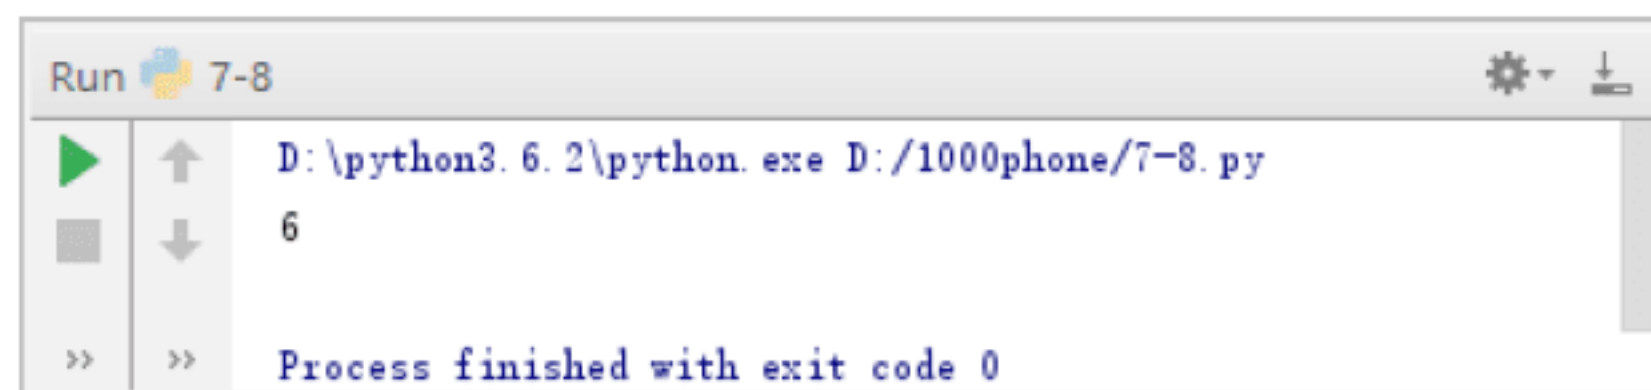 Run 7-8
D:\python3.6.2\python.exe D:/1000phone/7-8.py
6
Process finished with exit code 0